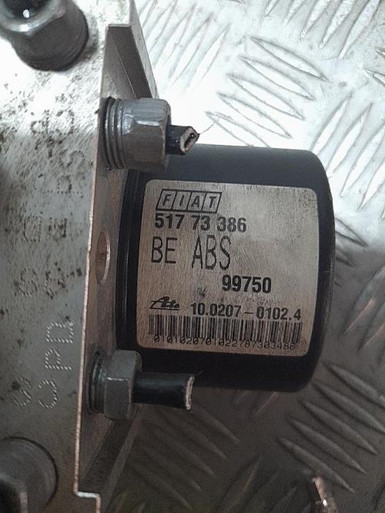 FIAT
517 73 386
BE ABS
99750
Ate 10.0207-0102.4